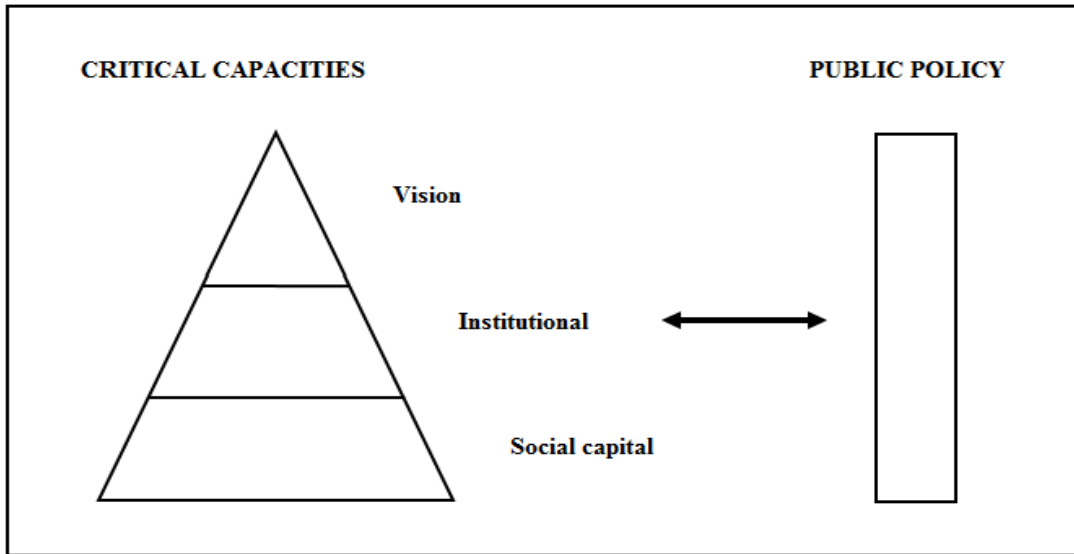 CRITICAL CAPACITIES
PUBLIC POLICY
Vision
Institutional
Social capital